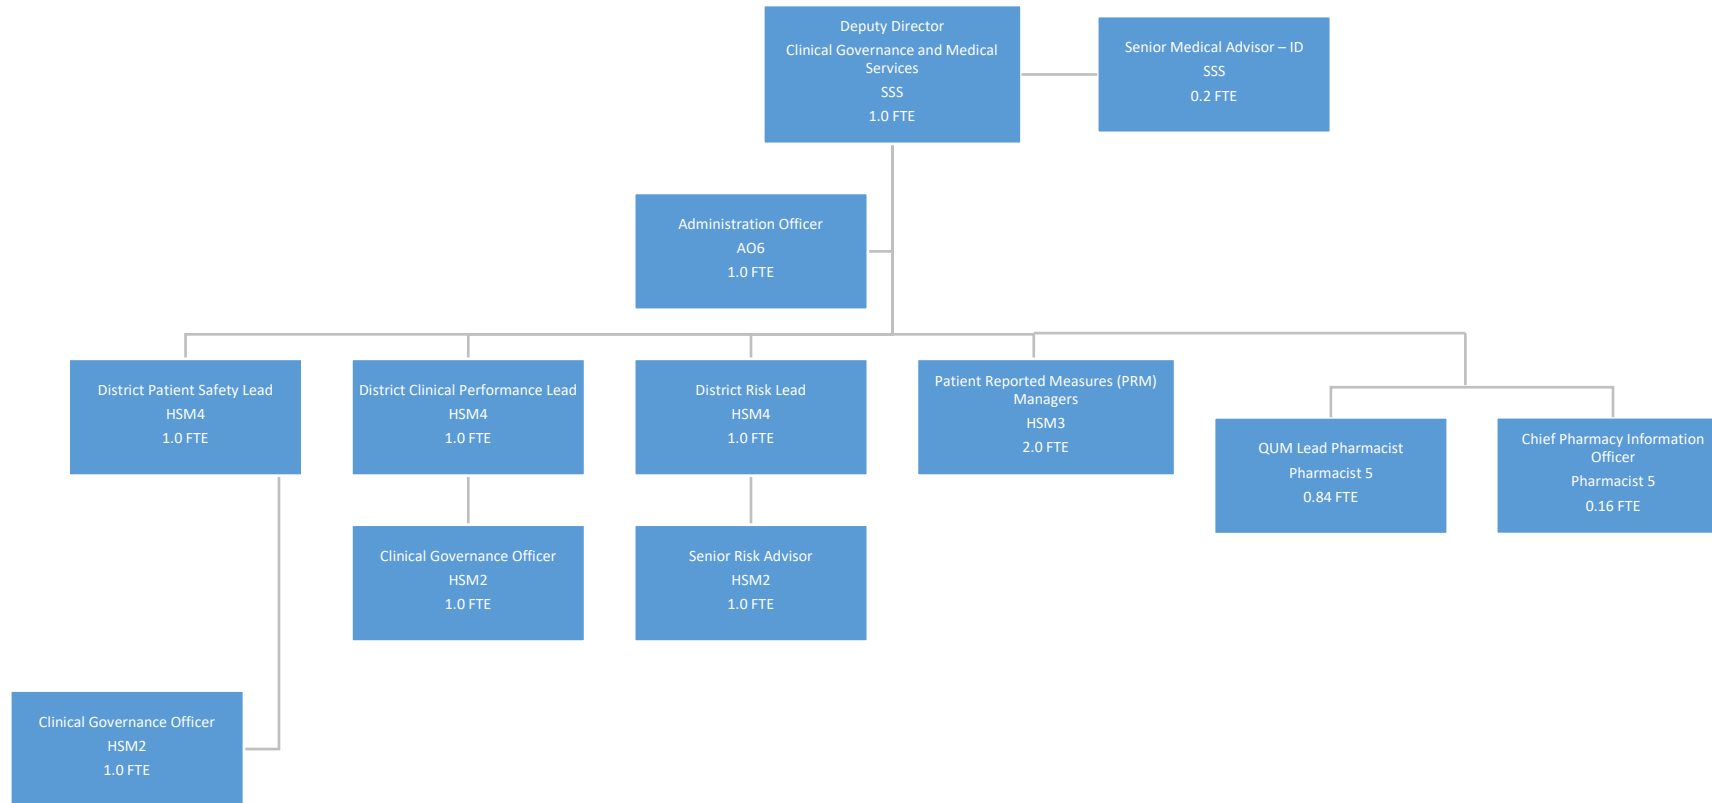 Deputy Director
Clinical Governance and Medical
Services
SSS
1.0 FTE
Senior Medical Advisor – ID
SSS
0.2 FTE
Administration Officer
AO6
1.0 FTE
District Patient Safety Lead
HSM4
1.0 FTE
District Clinical Performance Lead
HSM4
1.0 FTE
District Risk Lead
HSM4
1.0 FTE
Patient Reported Measures (PRM)
Managers
HSM3
2.0 FTE
QUM Lead Pharmacist
Pharmacist 5
0.84 FTE
Chief Pharmacy Information
Officer
Pharmacist 5
0.16 FTE
Clinical Governance Officer
HSM2
1.0 FTE
Senior Risk Advisor
HSM2
1.0 FTE
Clinical Governance Officer
HSM2
1.0 FTE